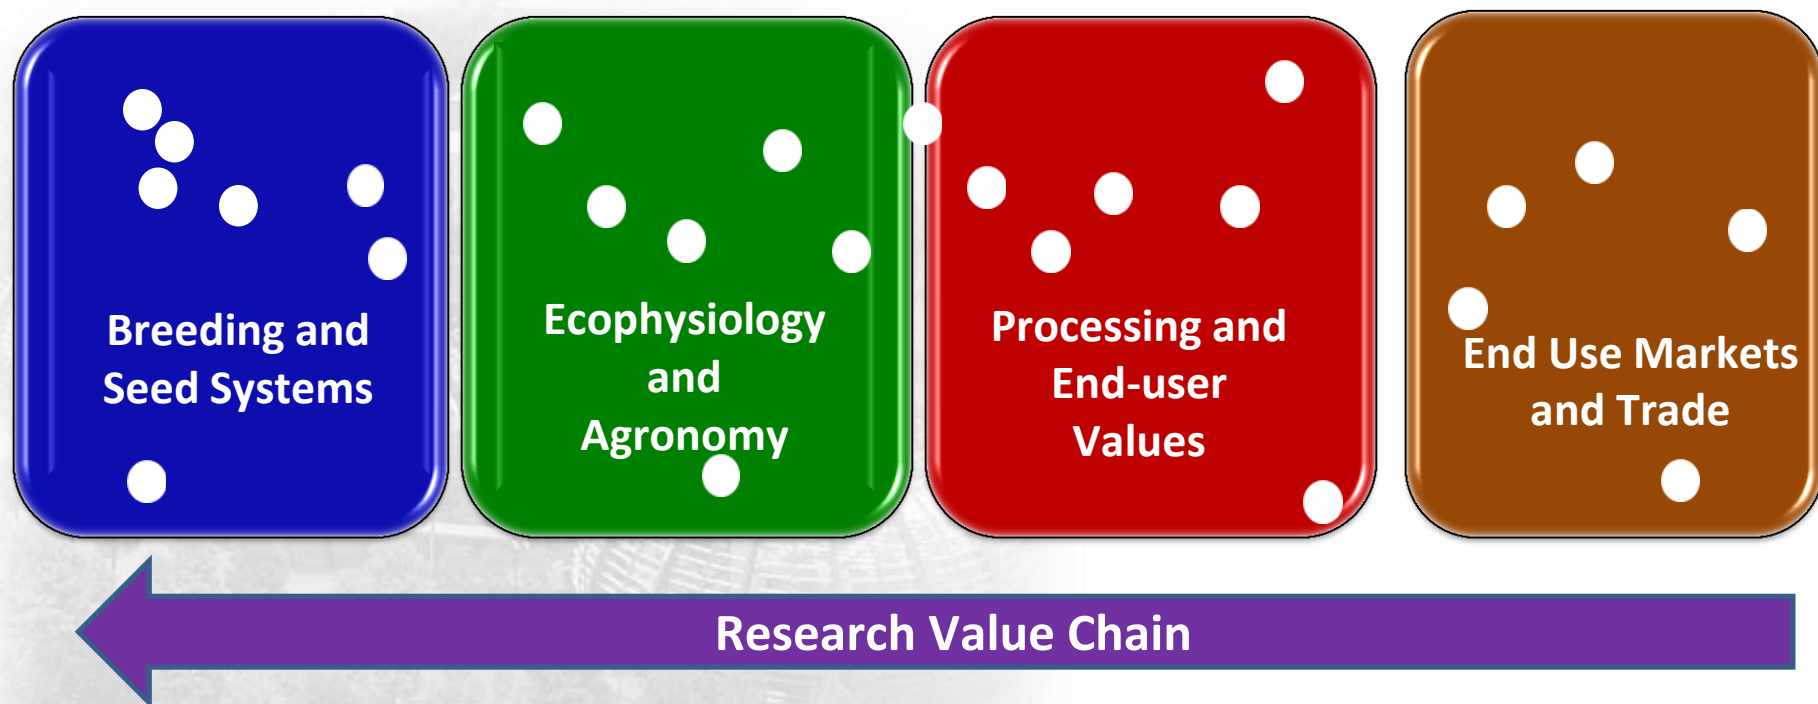 Breeding and
Seed Systems
Ecophysiology
and
Agronomy
Processing and
End-user
Values
End Use Markets
and Trade
Research Value Chain